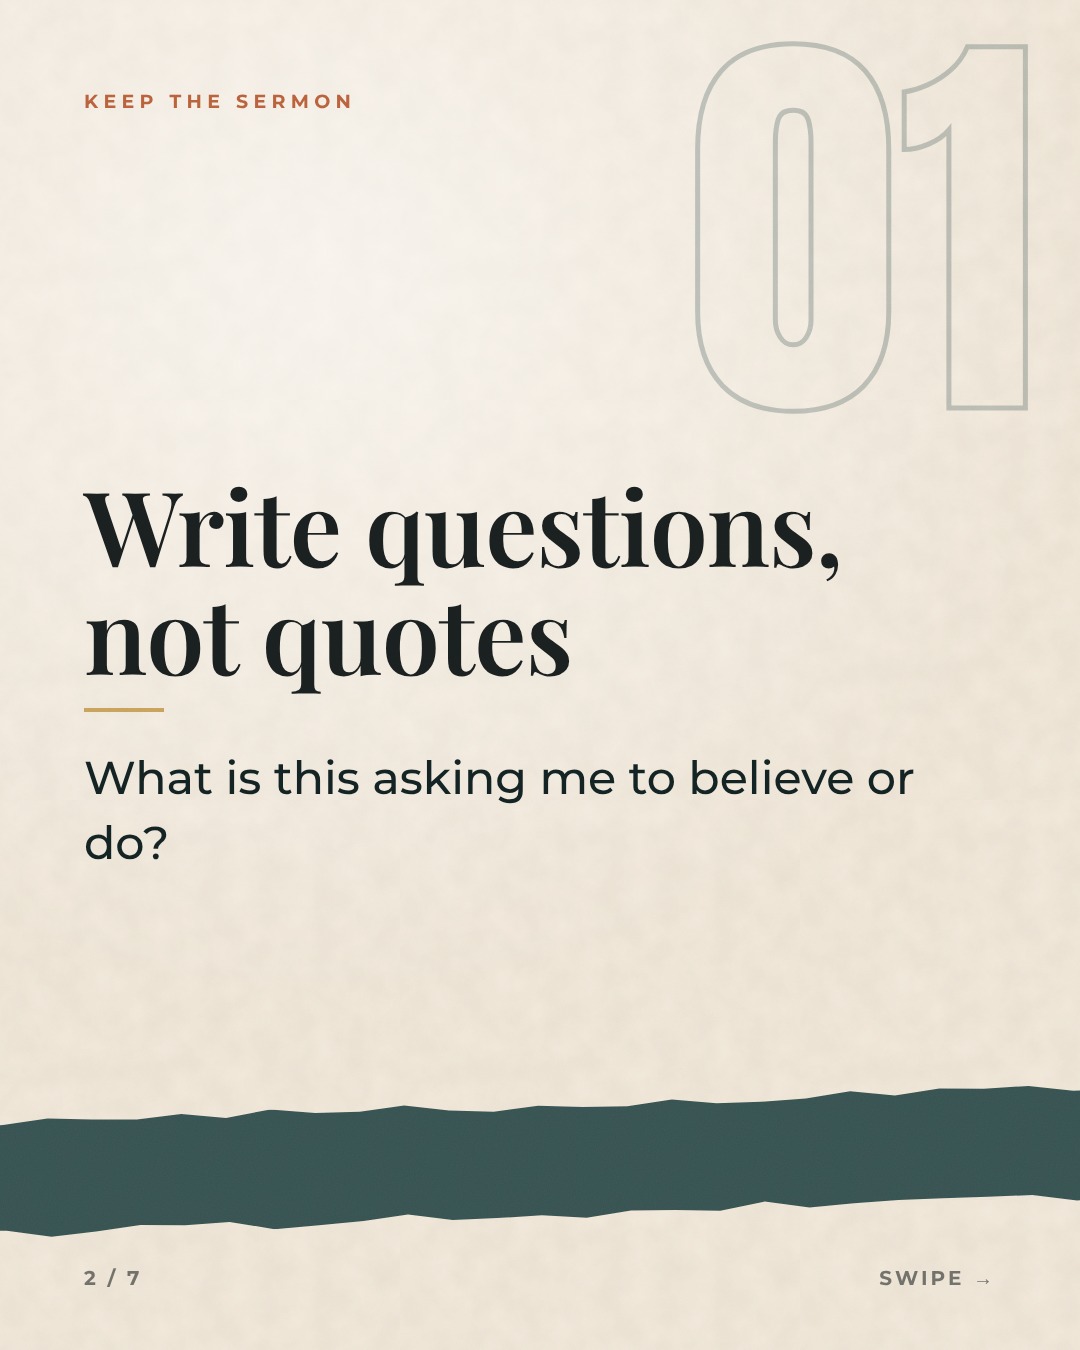 KEEP THE SERMON
01
Write questions,
not quotes
What is this asking me to believe or
do?
2 / 7
SWIPE →